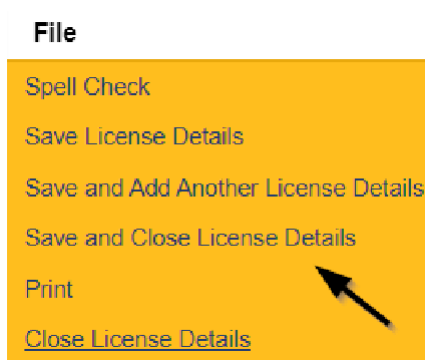 File
Spell Check
Save License Details
Save and Add Another License Details
Save and Close License Details
Print
Close License Details